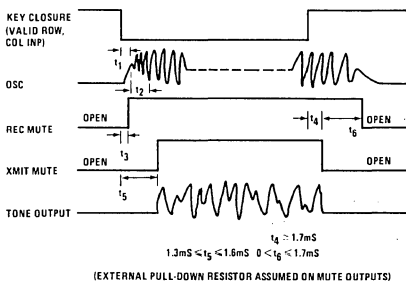 KEY CLOSURE
(VALID ROW,
COL INP)
t1
OSC
t2
REC MUTE
OPEN
OPEN
t4
t6
t3
XMIT MUTE
OPEN
OPEN
t5
TONE OUTPUT
t4 ≥ 1.7mS
1.3mS ≤ t5 ≤ 1.6mS 0 < t6 ≤ 1.7mS
(EXTERNAL PULL-DOWN RESISTOR ASSUMED ON MUTE OUTPUTS)